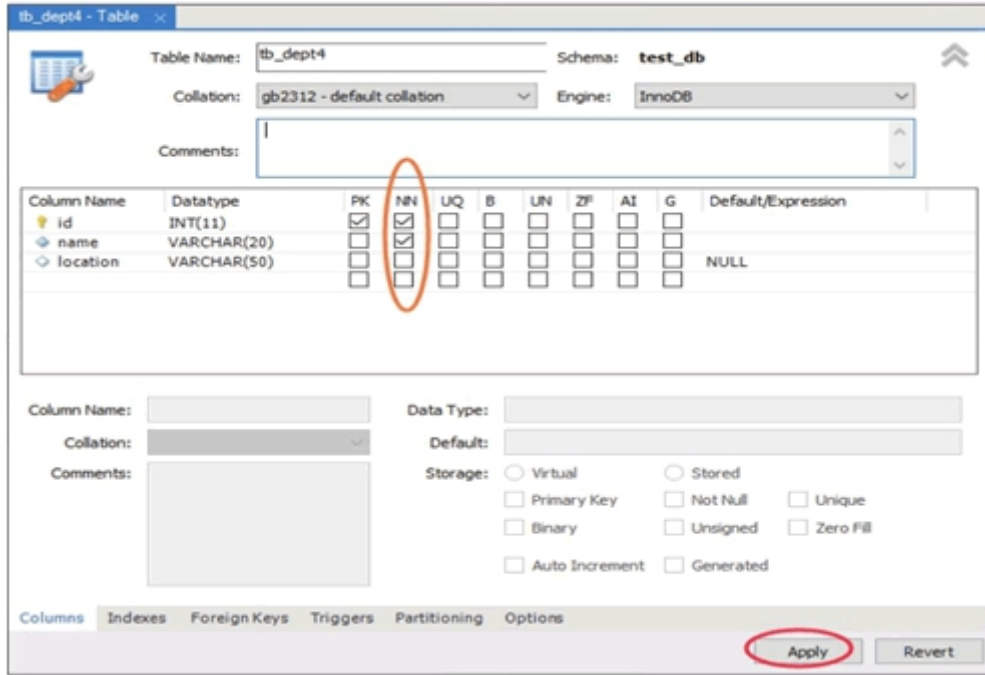 tb_dept4 - Table ×
Table Name: tb_dept4 Schema: test_db
Collation: gb2312 - default collation Engine: InnoDB
Comments:
Column Name Datatype PK NN UQ B UN ZF AI G Default/Expression
id INT(11)
name VARCHAR(20)
location VARCHAR(50) NULL
Column Name: Data Type:
Collation: Default:
Comments: Storage: Virtual Stored
Primary Key Not Null Unique
Binary Unsigned Zero Fill
Auto Increment Generated
Columns Indexes Foreign Keys Triggers Partitioning Options
Apply Revert